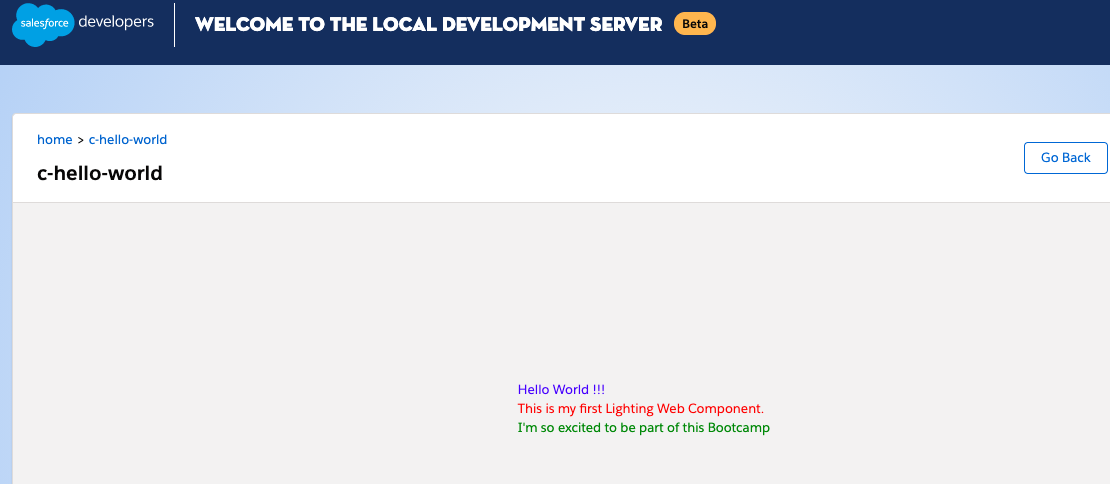 salesforce developers
WELCOME TO THE LOCAL DEVELOPMENT SERVER Beta
home > c-hello-world
c-hello-world
Go Back
Hello World !!!
This is my first Lighting Web Component.
I'm so excited to be part of this Bootcamp